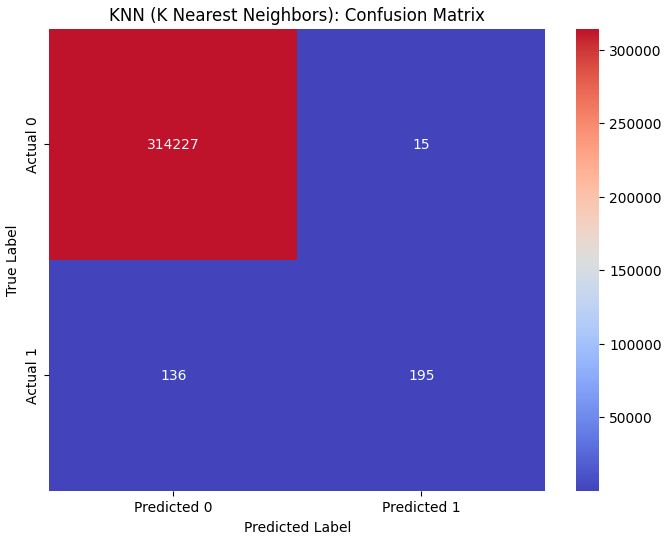 KNN (K Nearest Neighbors): Confusion Matrix
True Label
Actual 0
Actual 1
314227
15
136
195
Predicted 0
Predicted 1
Predicted Label
300000
250000
200000
150000
100000
50000